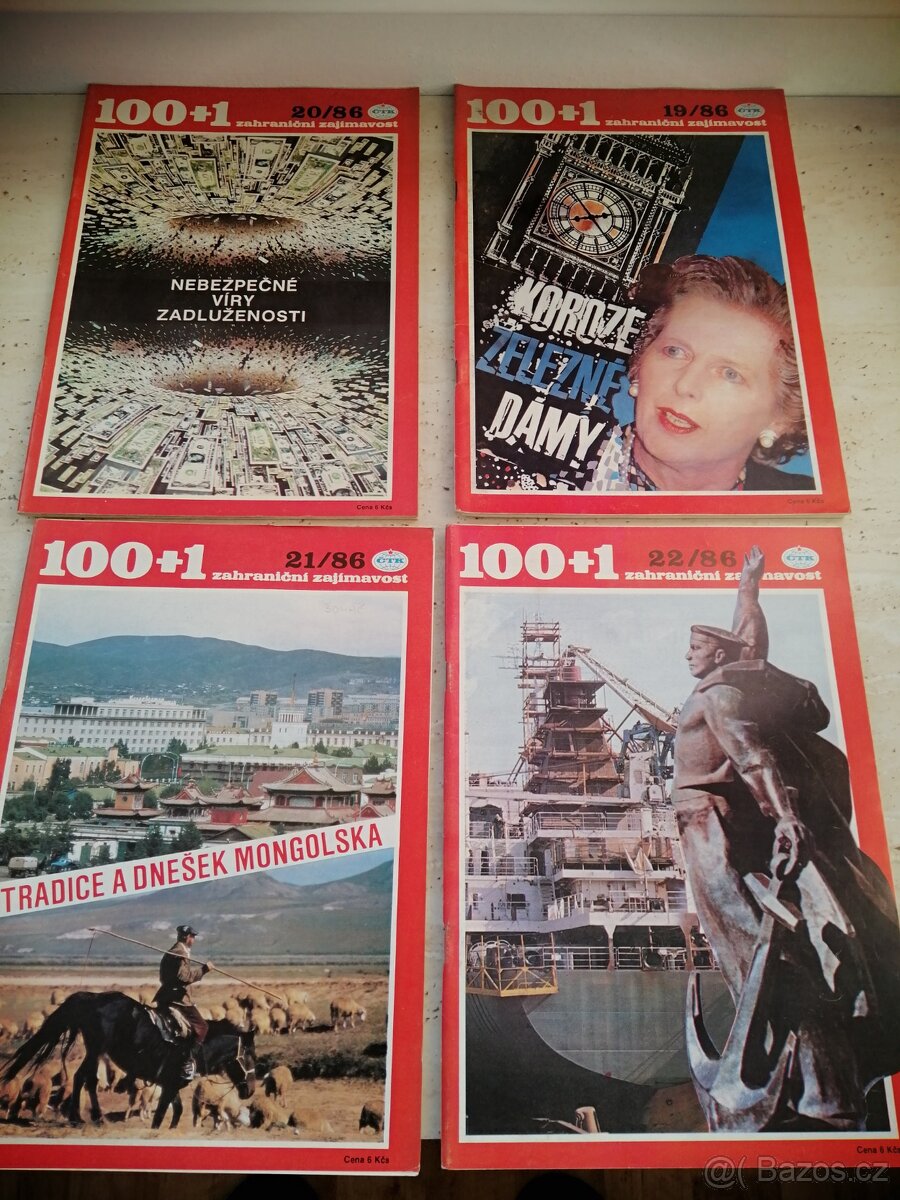 100+1
20/86
ČTK
zahraniční zajímavost
NEBEZPEČNÉ
VÍRY
ZADLUŽENOSTI
Cena 6 Kčs
100+1
19/86
ČTK
zahraniční zajímavost
KOROZE
ŽELEZNÉ
DÁMY
Cena 6 Kčs
100+1
21/86
ČTK
zahraniční zajímavost
TRADICE A DNEŠEK MONGOLSKA
Cena 6 Kčs
100+1
22/86
ČTK
zahraniční zajímavost
Cena 6 Kčs
@( Bazos.cz